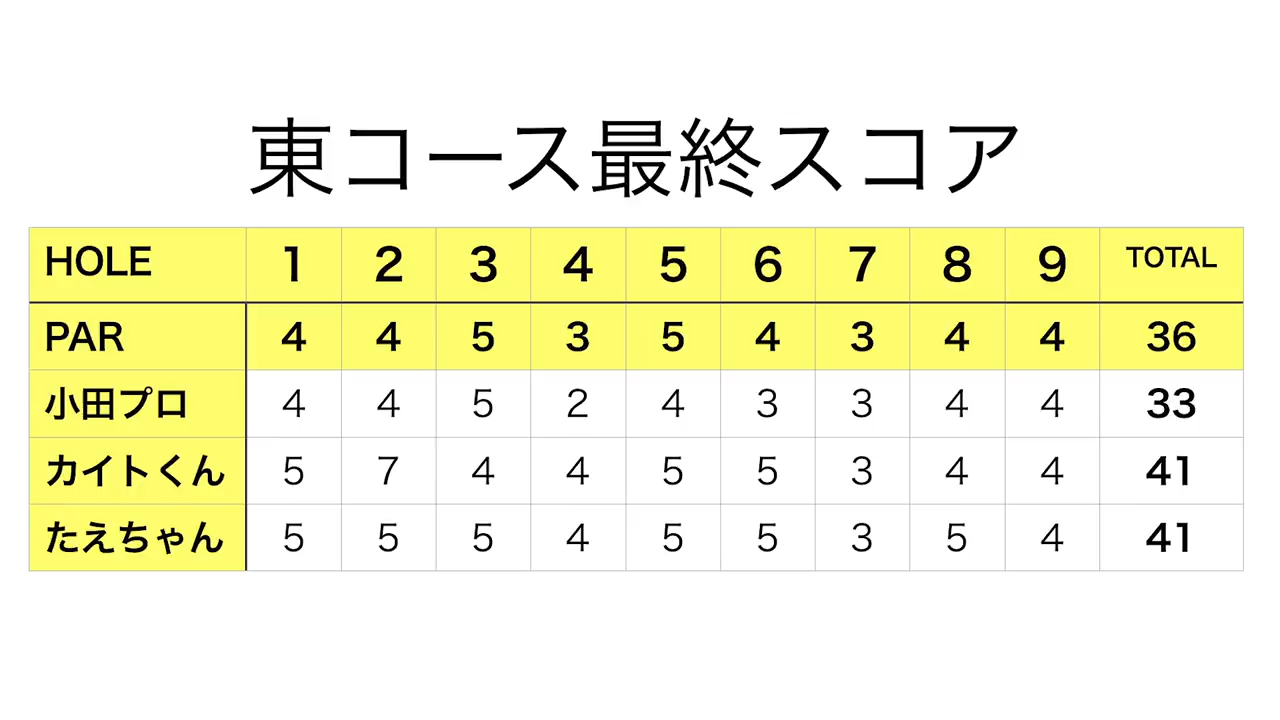 東コース最終スコア
HOLE 1 2 3 4 5 6 7 8 9 TOTAL
PAR 4 4 5 3 5 4 3 4 4 36
小田プロ 4 4 5 2 4 3 3 4 4 33
カイトくん 5 7 4 4 5 5 3 4 4 41
たえちゃん 5 5 5 4 5 5 3 5 4 41